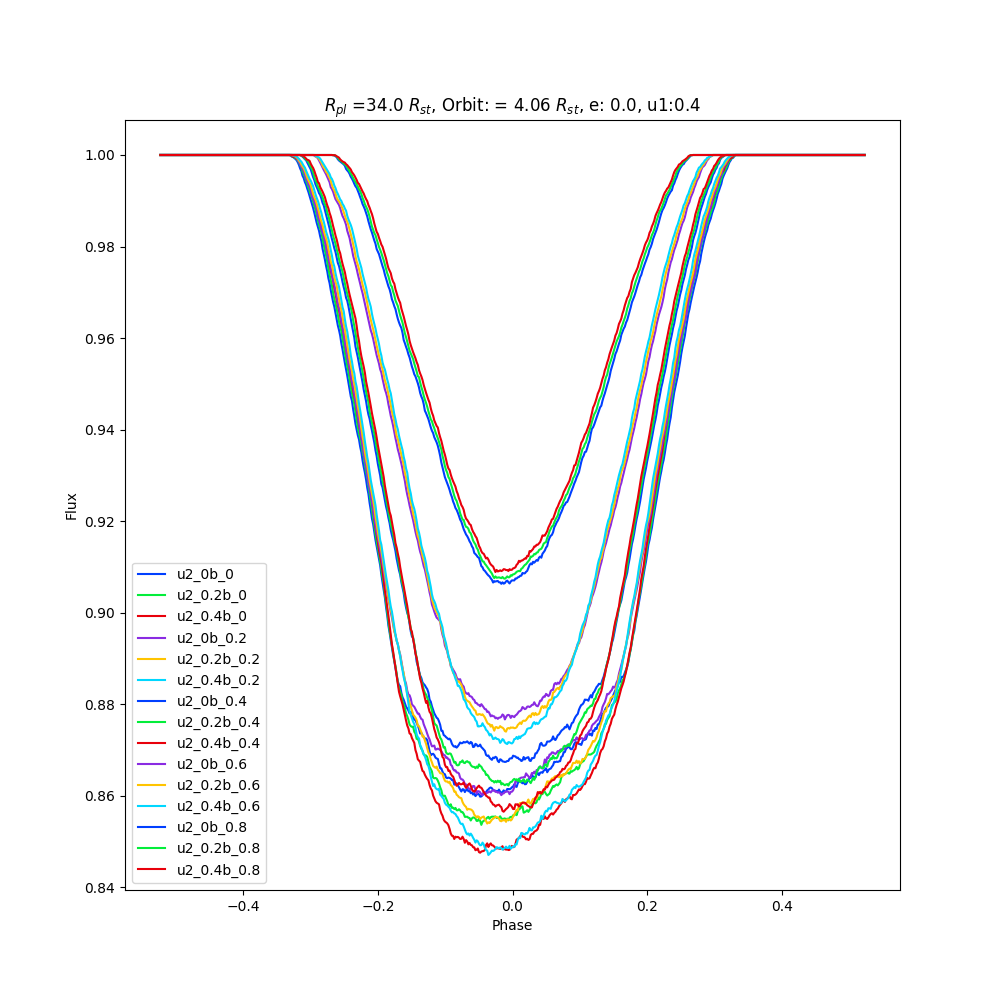 R_pl =34.0 R_st, Orbit: = 4.06 R_st, e: 0.0, u1:0.4
1.00
0.98
0.96
0.94
0.92
0.90
0.88
0.86
0.84
Flux
u2_0b_0
u2_0.2b_0
u2_0.4b_0
u2_0b_0.2
u2_0.2b_0.2
u2_0.4b_0.2
u2_0b_0.4
u2_0.2b_0.4
u2_0.4b_0.4
u2_0b_0.6
u2_0.2b_0.6
u2_0.4b_0.6
u2_0b_0.8
u2_0.2b_0.8
u2_0.4b_0.8
−0.4 −0.2 0.0 0.2 0.4
Phase